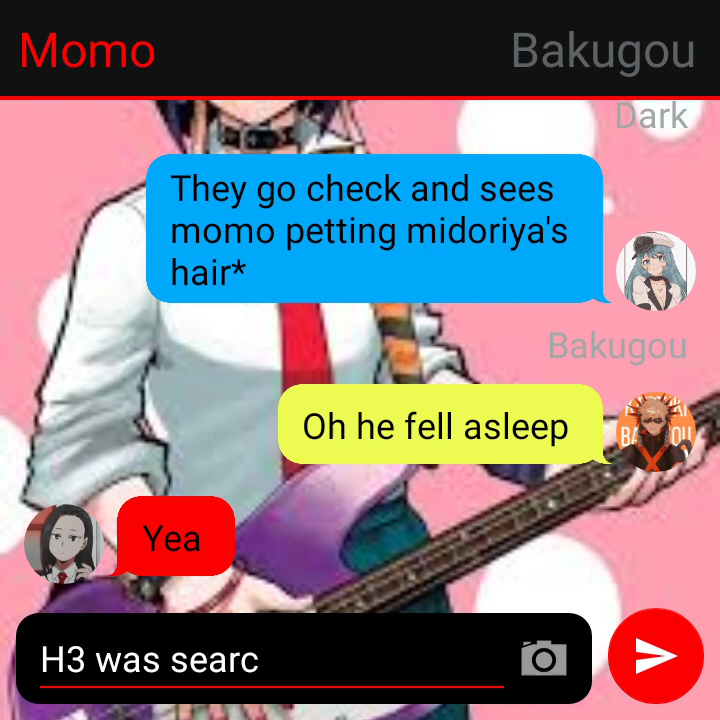 Momo
Bakugou
Dark
They go check and sees
momo petting midoriya's
hair*
Bakugou
Oh he fell asleep
Yea
H3 was searc